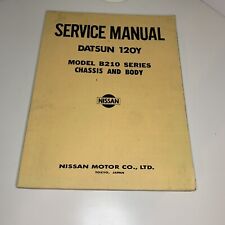 SERVICE MANUAL
DATSUN 120Y
MODEL B210 SERIES
CHASSIS AND BODY
NISSAN
NISSAN MOTOR CO., LTD.
TOKYO, JAPAN